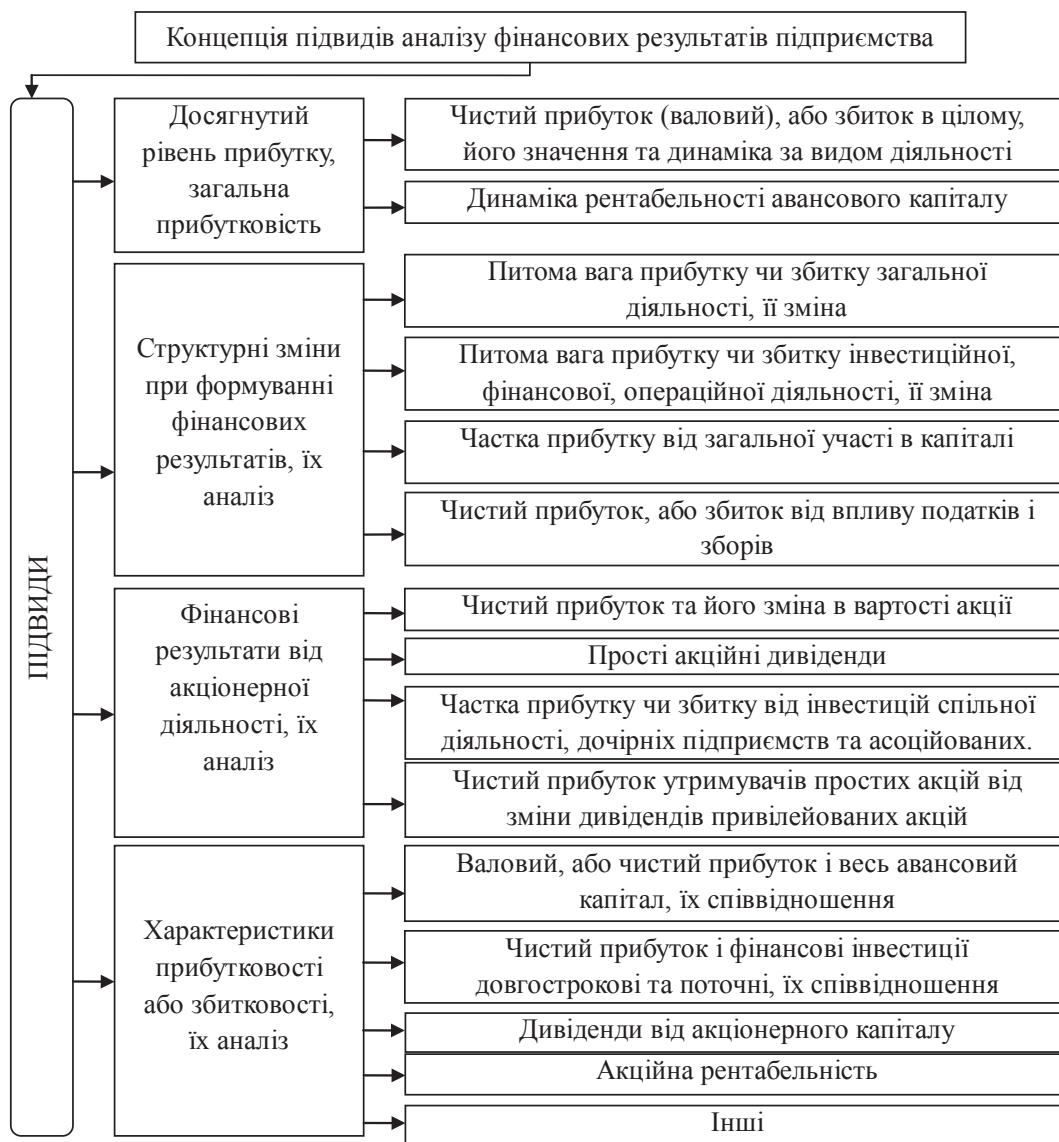 Концепція підвидів аналізу фінансових результатів підприємства
ПІДВИДИ
Досягнутий
рівень прибутку,
загальна
прибутковість
Чистий прибуток (валовий), або збиток в цілому,
його значення та динаміка за видом діяльності
Динаміка рентабельності авансового капіталу
Структурні зміни
при формуванні
фінансових
результатів, їх
аналіз
Питома вага прибутку чи збитку загальної
діяльності, її зміна
Питома вага прибутку чи збитку інвестиційної,
фінансової, операційної діяльності, її зміна
Частка прибутку від загальної участі в капіталі
Чистий прибуток, або збиток від впливу податків і
зборів
Фінансові
результати від
акціонерної
діяльності, їх
аналіз
Чистий прибуток та його зміна в вартості акції
Прості акційні дивіденди
Частка прибутку чи збитку від інвестицій спільної
діяльності, дочірніх підприємств та асоційованих.
Чистий прибуток утримувачів простих акцій від
зміни дивідендів привілейованих акцій
Характеристики
прибутковості
або збитковості,
їх аналіз
Валовий, або чистий прибуток і весь авансовий
капітал, їх співвідношення
Чистий прибуток і фінансові інвестиції
довгострокові та поточні, їх співвідношення
Дивіденди від акціонерного капіталу
Акційна рентабельність
Інші